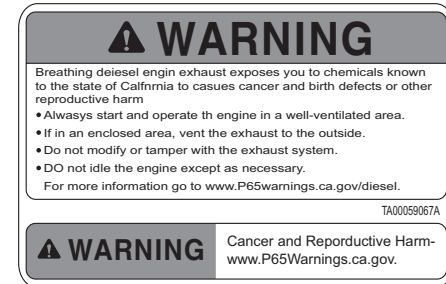 WARNING
Breathing deiesel engin exhaust exposes you to chemicals known
to the state of Calfnrnia to casues cancer and birth defects or other
reproductive harm
• Alwasys start and operate th engine in a well-ventilated area.
• If in an enclosed area, vent the exhaust to the outside.
• Do not modify or tamper with the exhaust system.
• DO not idle the engine except as necessary.
For more information go to www.P65warnings.ca.gov/diesel.
TA00059067A
WARNING
Cancer and Reporductive Harm-
www.P65Warnings.ca.gov.